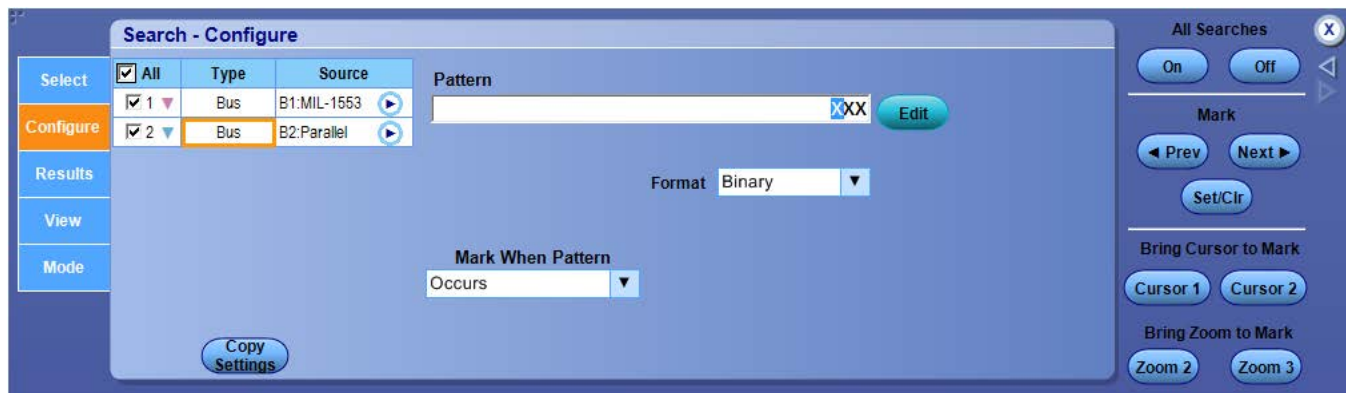 Search - Configure
Select
Configure
Results
View
Mode
All Type Source
1 Bus B1:MIL-1553
2 Bus B2:Parallel
Pattern
XXX Edit
Format Binary
Mark When Pattern
Occurs
Copy
Settings
All Searches
X
On Off
Mark
◄ Prev Next ►
Set/Clr
Bring Cursor to Mark
Cursor 1 Cursor 2
Bring Zoom to Mark
Zoom 2 Zoom 3